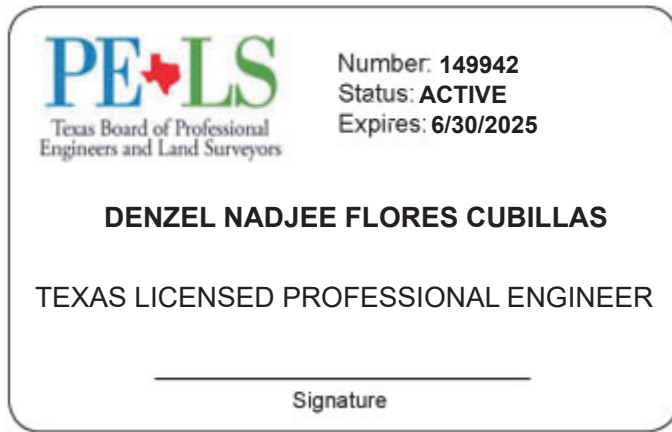 PE LS
Texas Board of Professional
Engineers and Land Surveyors
Number: 149942
Status: ACTIVE
Expires: 6/30/2025
DENZEL NADJEE FLORES CUBILLAS
TEXAS LICENSED PROFESSIONAL ENGINEER
Signature